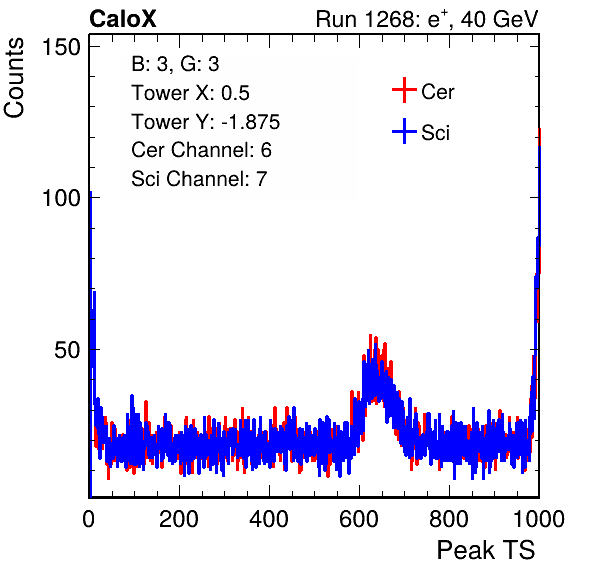 CaloX
Run 1268: e+, 40 GeV
Counts
150
100
50
B: 3, G: 3
Tower X: 0.5
Tower Y: -1.875
Cer Channel: 6
Sci Channel: 7
Cer
Sci
0 200 400 600 800 1000
Peak TS